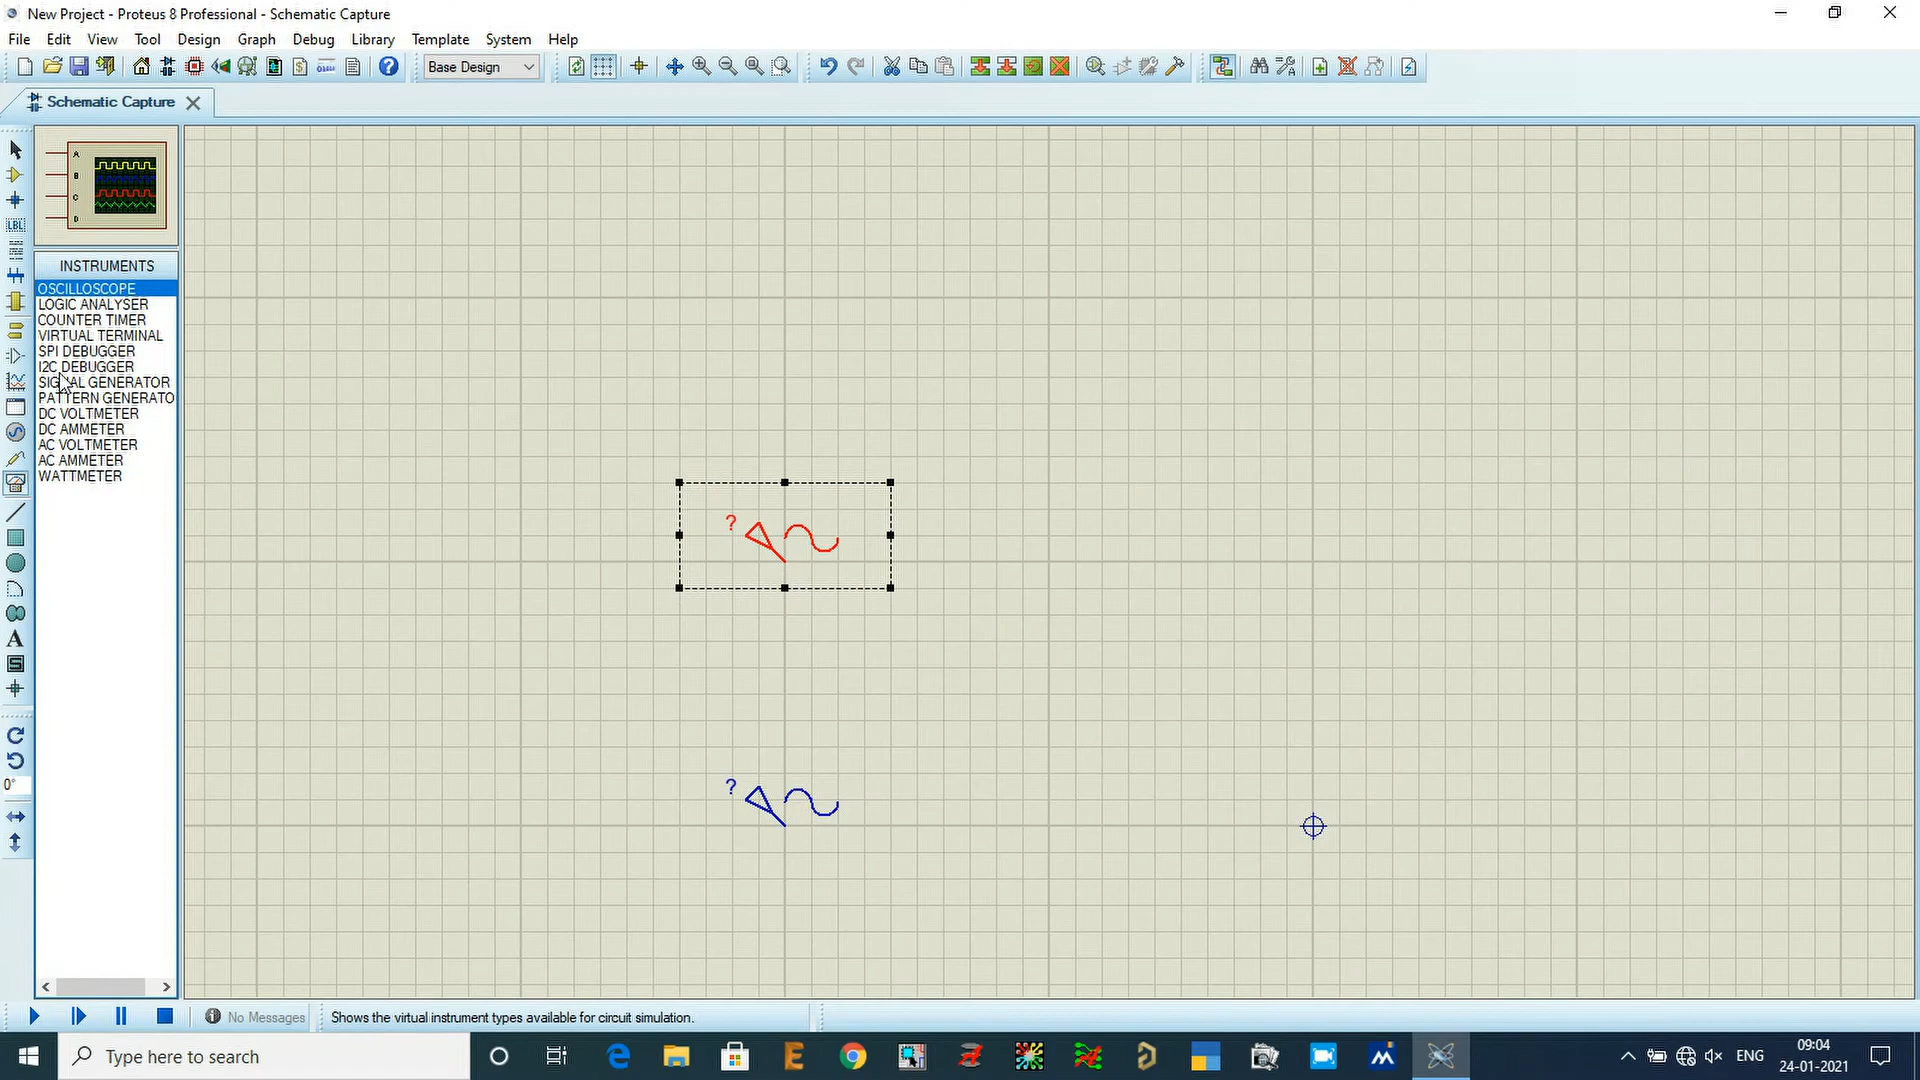 New Project - Proteus 8 Professional - Schematic Capture
File Edit View Tool Design Graph Debug Library Template System Help
Base Design
Schematic Capture
A
B
C
D
LBL
INSTRUMENTS
OSCILLOSCOPE
LOGIC ANALYSER
COUNTER TIMER
VIRTUAL TERMINAL
SPI DEBUGGER
I2C DEBUGGER
SIGNAL GENERATOR
PATTERN GENERATO
DC VOLTMETER
DC AMMETER
AC VOLTMETER
AC AMMETER
WATTMETER
?
A
S
0°
?
No Messages
Shows the virtual instrument types available for circuit simulation.
Type here to search
ENG
09:04
24-01-2021